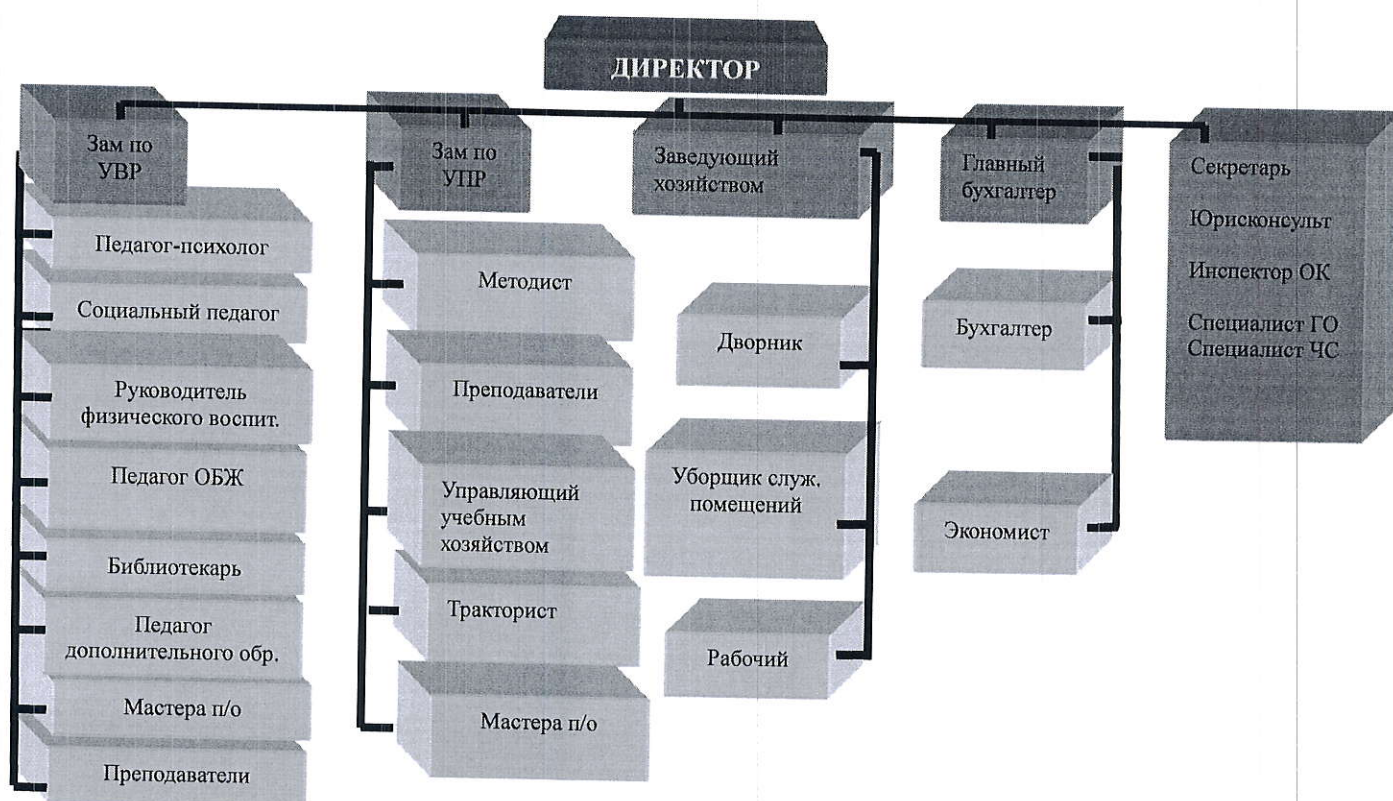 ДИРЕКТОР
Зам по
УВР
Педагог-психолог
Социальный педагог
Руководитель
физического воспит.
Педагог ОБЖ
Библиотекарь
Педагог
дополнительного обр.
Мастера п/о
Преподаватели
Зам по
УПР
Методист
Преподаватели
Управляющий
учебным
хозяйством
Тракторист
Мастера п/о
Заведующий
хозяйством
Дворник
Уборщик служ.
помещений
Рабочий
Главный
бухгалтер
Бухгалтер
Экономист
Секретарь
Юрисконсульт
Инспектор ОК
Специалист ГО
Специалист ЧС